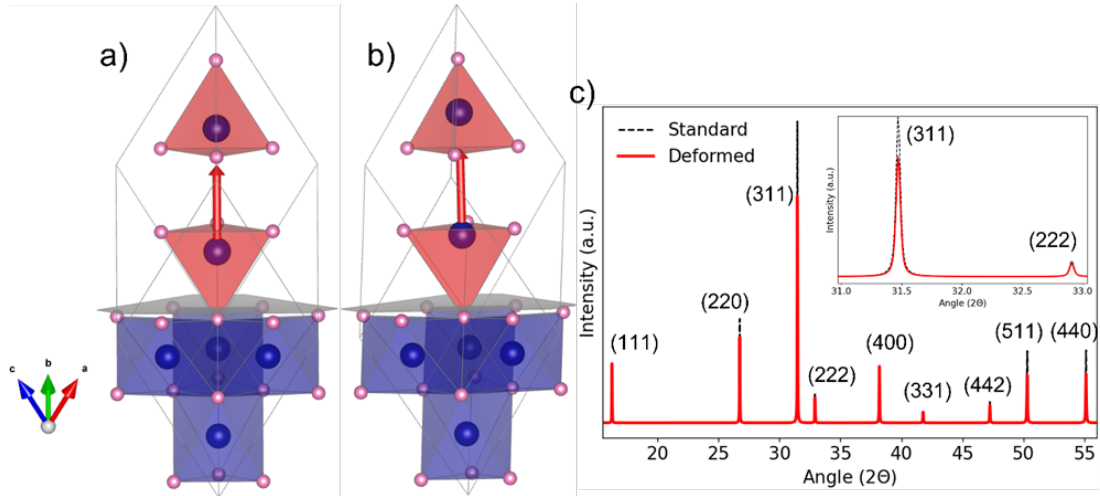 a)
b)
c
b
a
c)
Standard
Deformed
(111)
(220)
(311)
(222)
(400)
(331)
(442)
(511)
(440)
Intensity (a.u.)
20 25 30 35 40 45 50 55
Angle (2Θ)
(311)
(222)
Intensity (a.u.)
31.0 31.5 32.0 32.5 33.0
Angle (2Θ)